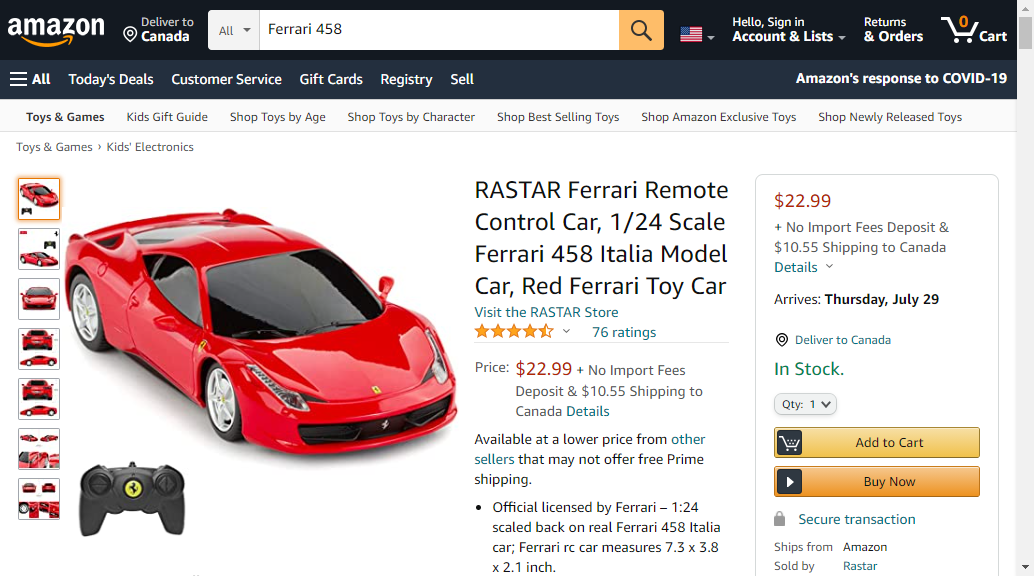 amazon
Deliver to
Canada
All
Ferrari 458
Hello, Sign in
Account & Lists
Returns
& Orders
0
Cart
All
Today's Deals
Customer Service
Gift Cards
Registry
Sell
Amazon's response to COVID-19
Toys & Games
Kids Gift Guide
Shop Toys by Age
Shop Toys by Character
Shop Best Selling Toys
Shop Amazon Exclusive Toys
Shop Newly Released Toys
Toys & Games › Kids' Electronics
RASTAR Ferrari Remote
Control Car, 1/24 Scale
Ferrari 458 Italia Model
Car, Red Ferrari Toy Car
Visit the RASTAR Store
76 ratings
Price: $22.99 + No Import Fees
Deposit & $10.55 Shipping to
Canada Details
Available at a lower price from other
sellers that may not offer free Prime
shipping.
• Official licensed by Ferrari – 1:24
scaled back on real Ferrari 458 Italia
car; Ferrari rc car measures 7.3 x 3.8
x 2.1 inch.
$22.99
+ No Import Fees Deposit &
$10.55 Shipping to Canada
Details
Arrives: Thursday, July 29
Deliver to Canada
In Stock.
Qty: 1
Add to Cart
Buy Now
Secure transaction
Ships from Amazon
Sold by Rastar